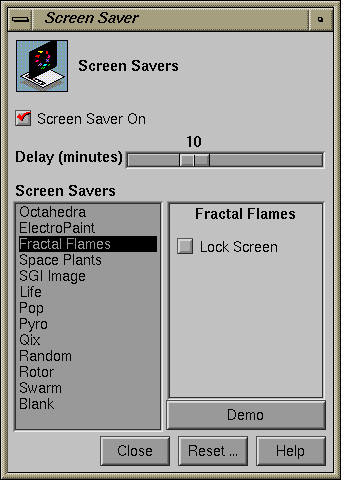 Screen Saver
Screen Savers
Screen Saver On
10
Delay (minutes)
Screen Savers
Octahedra
ElectroPaint
Fractal Flames
Space Plants
SGI Image
Life
Pop
Pyro
Qix
Random
Rotor
Swarm
Blank
Fractal Flames
Lock Screen
Demo
Close
Reset ...
Help